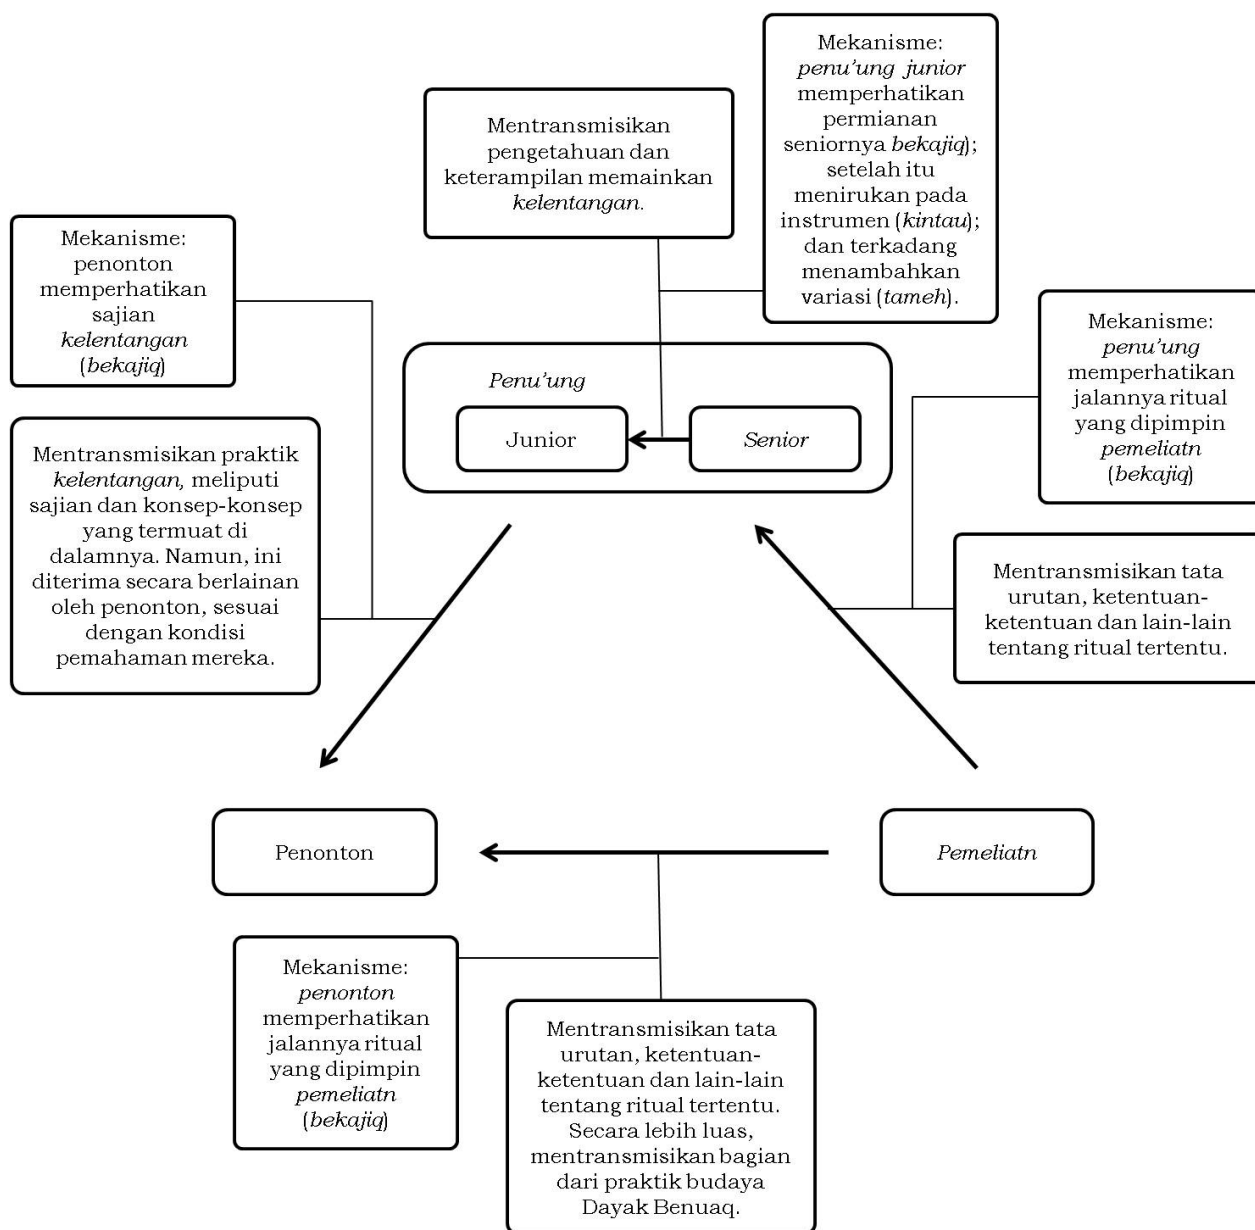 Mekanisme:
penu'ung junior
memperhatikan
permianan
seniornya bekajiq);
setelah itu
menirukan pada
instrumen (kintau);
dan terkadang
menambahkan
variasi (tameh).
Mentransmisikan
pengetahuan dan
keterampilan memainkan
kelentangan.
Mekanisme:
penonton
memperhatikan
sajian
kelentangan
(bekajiq)
Mekanisme:
penu'ung
memperhatikan
jalannya ritual
yang dipimpin
pemeliatn
(bekajiq)
Penu'ung
Junior
Senior
Mentransmisikan praktik
kelentangan, meliputi
sajian dan konsep-konsep
yang termuat di
dalamnya. Namun, ini
diterima secara berlainan
oleh penonton, sesuai
dengan kondisi
pemahaman mereka.
Mentransmisikan tata
urutan, ketentuan-
ketentuan dan lain-lain
tentang ritual tertentu.
Penonton
Pemeliatn
Mekanisme:
penonton
memperhatikan
jalannya ritual
yang dipimpin
pemeliatn
(bekajiq)
Mentransmisikan tata
urutan, ketentuan-
ketentuan dan lain-lain
tentang ritual tertentu.
Secara lebih luas,
mentransmisikan bagian
dari praktik budaya
Dayak Benuaq.